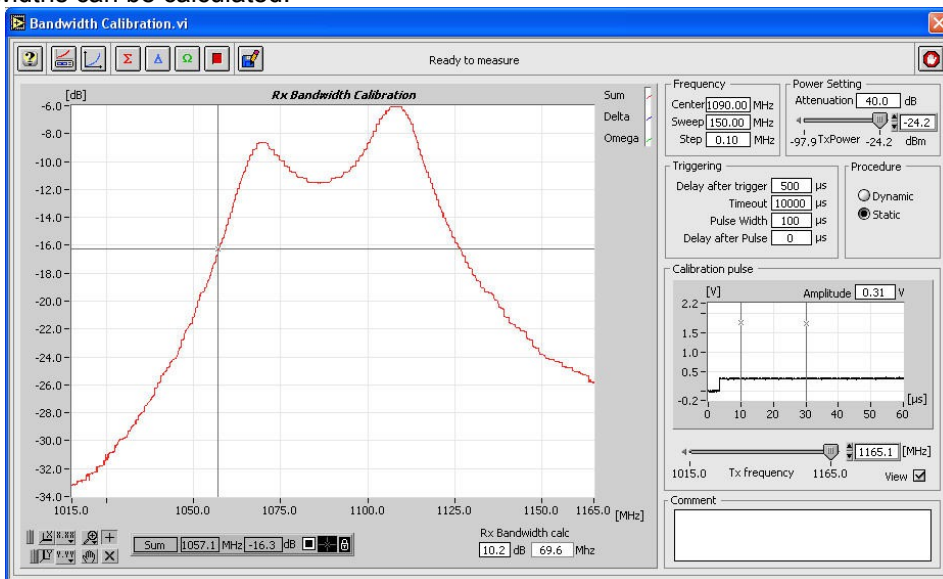 widths can be calculated.
Bandwidth Calibration.vi
Σ Δ Ω
Ready to measure
[dB]
Rx Bandwidth Calibration
-6.0
-8.0
-10.0
-12.0
-14.0
-16.0
-18.0
-20.0
-22.0
-24.0
-26.0
-28.0
-30.0
-32.0
-34.0
1015.0 1050.0 1075.0 1100.0 1125.0 1150.0 1165.0 [MHz]
Sum
Delta
Omega
Sum 1057.1 MHz -16.3 dB
Rx Bandwidth calc
10.2 dB 69.6 Mhz
Frequency
Center 1090.00 MHz
Sweep 150.00 MHz
Step 0.10 MHz
Power Setting
Attenuation 40.0 dB
-24.2
-97.9 TxPower -24.2 dBm
Triggering
Delay after trigger 500 µs
Timeout 10000 µs
Pulse Width 100 µs
Delay after Pulse 0 µs
Procedure
Dynamic
Static
Calibration pulse
[V] Amplitude 0.31 V
2.2
1.5
1.0
0.5
-0.2
0 10 20 30 40 50 60 [µs]
1165.1 [MHz]
1015.0 Tx frequency 1165.0 View
Comment